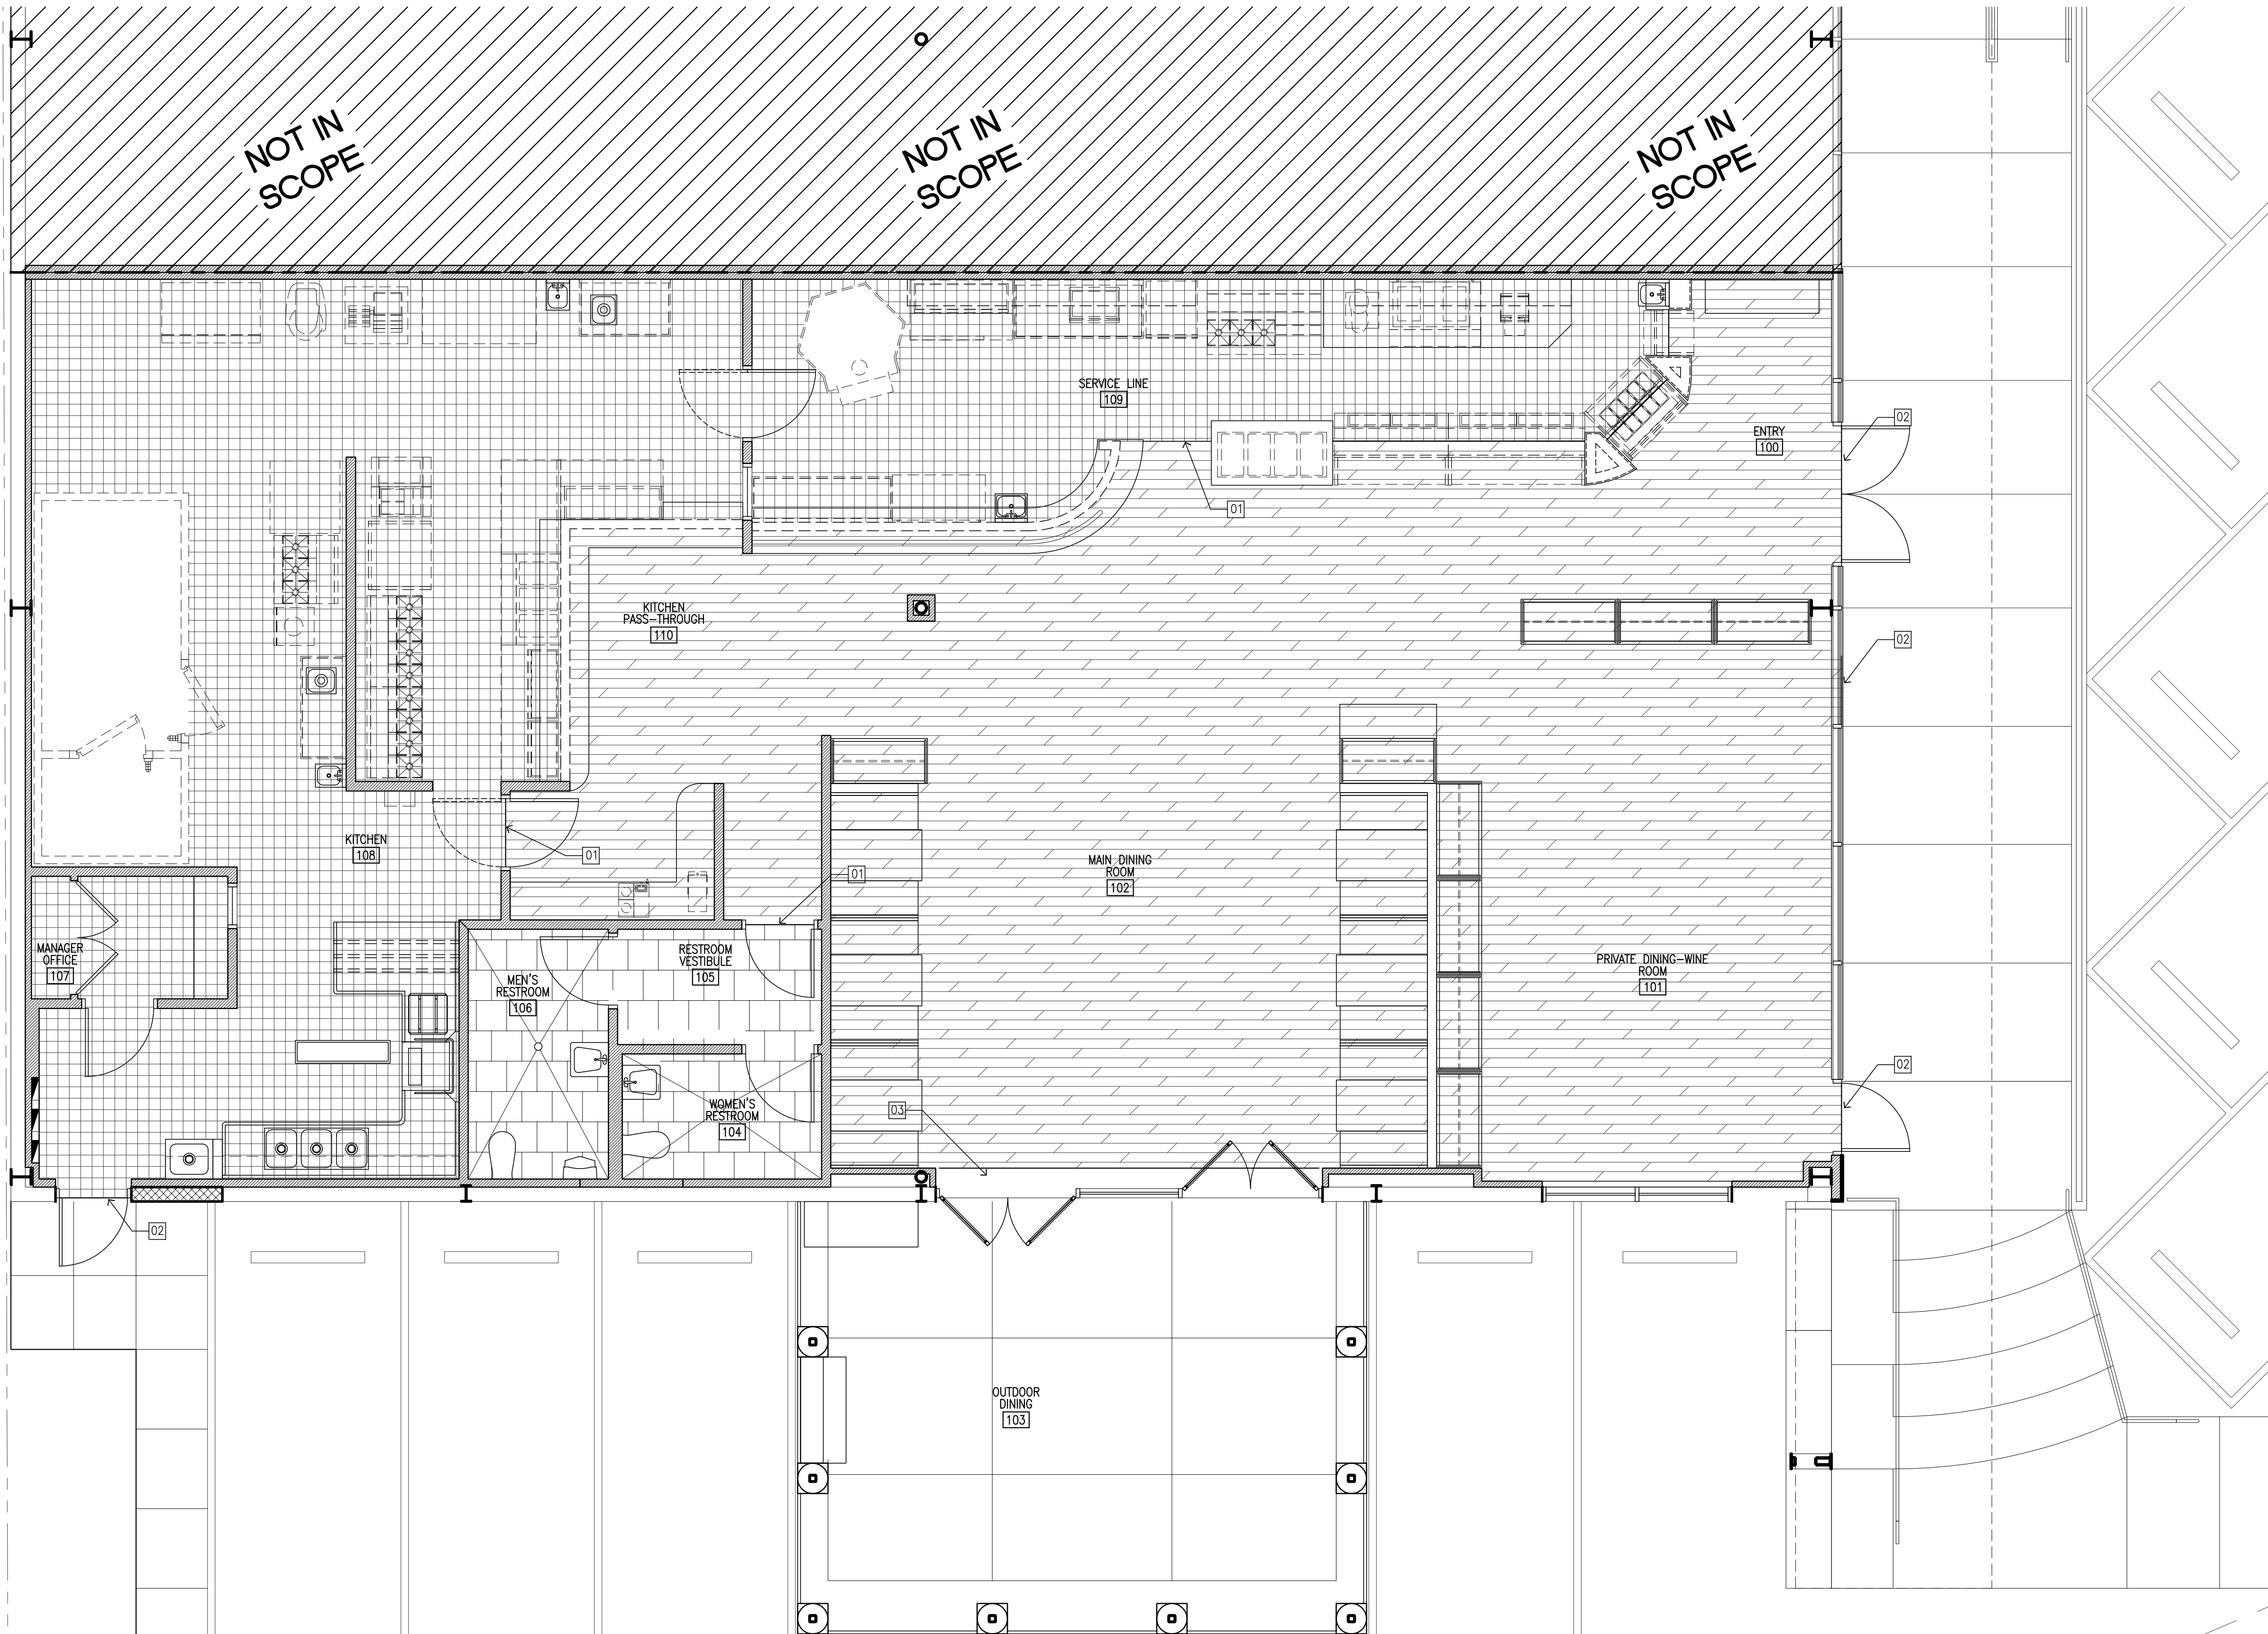 NOT IN
SCOPE
NOT IN
SCOPE
NOT IN
SCOPE
SERVICE LINE
109
02
ENTRY
100
01
KITCHEN
PASS-THROUGH
110
02
KITCHEN
108
01
01
MAIN DINING
ROOM
102
MANAGER
OFFICE
107
RESTROOM
VESTIBULE
105
MEN'S
RESTROOM
106
PRIVATE DINING-WINE
ROOM
101
02
WOMEN'S
RESTROOM
104
03
02
OUTDOOR
DINING
103